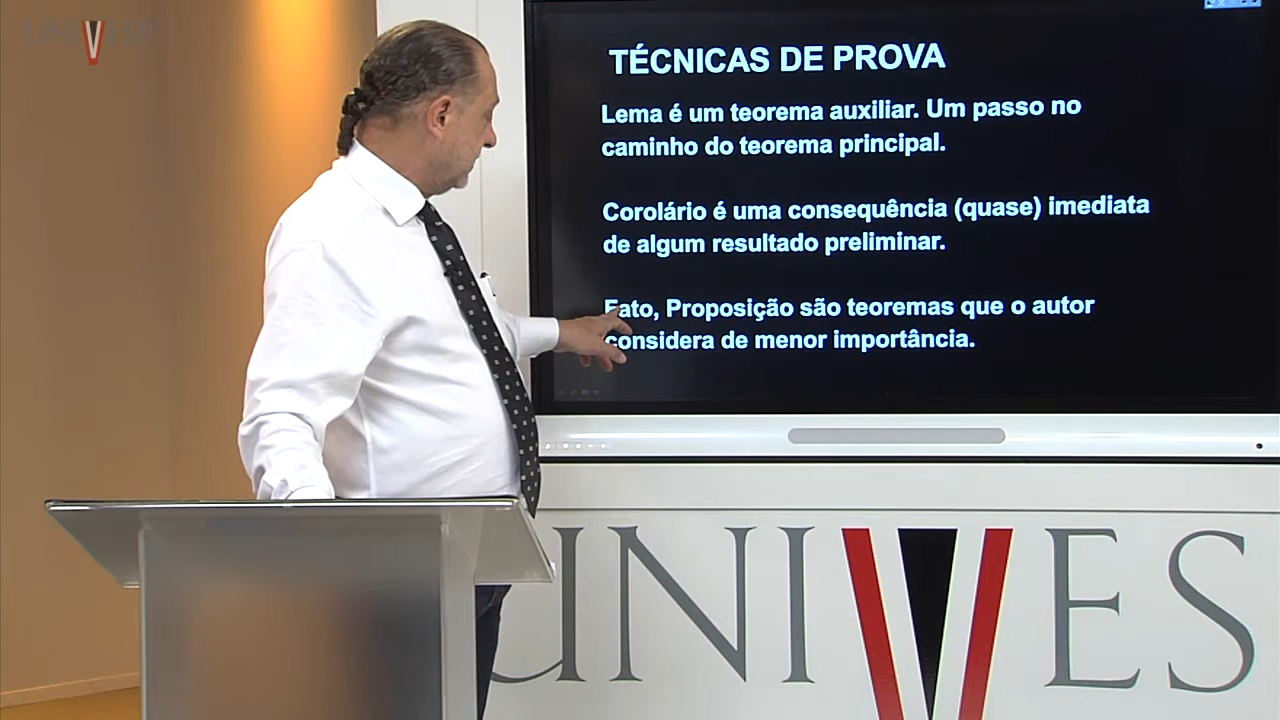 UNIVESP
TÉCNICAS DE PROVA
Lema é um teorema auxiliar. Um passo no
caminho do teorema principal.
Corolário é uma consequência (quase) imediata
de algum resultado preliminar.
Fato, Proposição são teoremas que o autor
considera de menor importância.
UNIVES